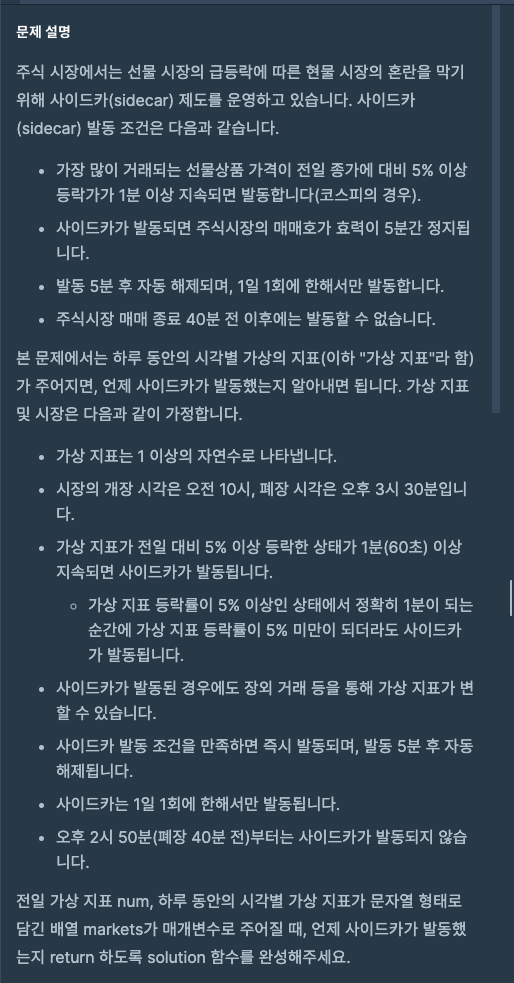 문제 설명
주식 시장에서는 선물 시장의 급등락에 따른 현물 시장의 혼란을 막기
위해 사이드카(sidecar) 제도를 운영하고 있습니다. 사이드카
(sidecar) 발동 조건은 다음과 같습니다.
• 가장 많이 거래되는 선물상품 가격이 전일 종가에 대비 5% 이상
등락가가 1분 이상 지속되면 발동합니다(코스피의 경우).
• 사이드카가 발동되면 주식시장의 매매호가 효력이 5분간 정지됩
니다.
• 발동 5분 후 자동 해제되며, 1일 1회에 한해서만 발동합니다.
• 주식시장 매매 종료 40분 전 이후에는 발동할 수 없습니다.
본 문제에서는 하루 동안의 시각별 가상의 지표(이하 "가상 지표"라 함)
가 주어지면, 언제 사이드카가 발동했는지 알아내면 됩니다. 가상 지표
및 시장은 다음과 같이 가정합니다.
• 가상 지표는 1 이상의 자연수로 나타냅니다.
• 시장의 개장 시각은 오전 10시, 폐장 시각은 오후 3시 30분입니
다.
• 가상 지표가 전일 대비 5% 이상 등락한 상태가 1분(60초) 이상
지속되면 사이드카가 발동됩니다.
◦ 가상 지표 등락률이 5% 이상인 상태에서 정확히 1분이 되는
순간에 가상 지표 등락률이 5% 미만이 되더라도 사이드카
가 발동됩니다.
• 사이드카가 발동된 경우에도 장외 거래 등을 통해 가상 지표가 변
할 수 있습니다.
• 사이드카 발동 조건을 만족하면 즉시 발동되며, 발동 5분 후 자동
해제됩니다.
• 사이드카는 1일 1회에 한해서만 발동됩니다.
• 오후 2시 50분(폐장 40분 전)부터는 사이드카가 발동되지 않습
니다.
전일 가상 지표 num, 하루 동안의 시각별 가상 지표가 문자열 형태로
담긴 배열 markets가 매개변수로 주어질 때, 언제 사이드카가 발동했
는지 return 하도록 solution 함수를 완성해주세요.